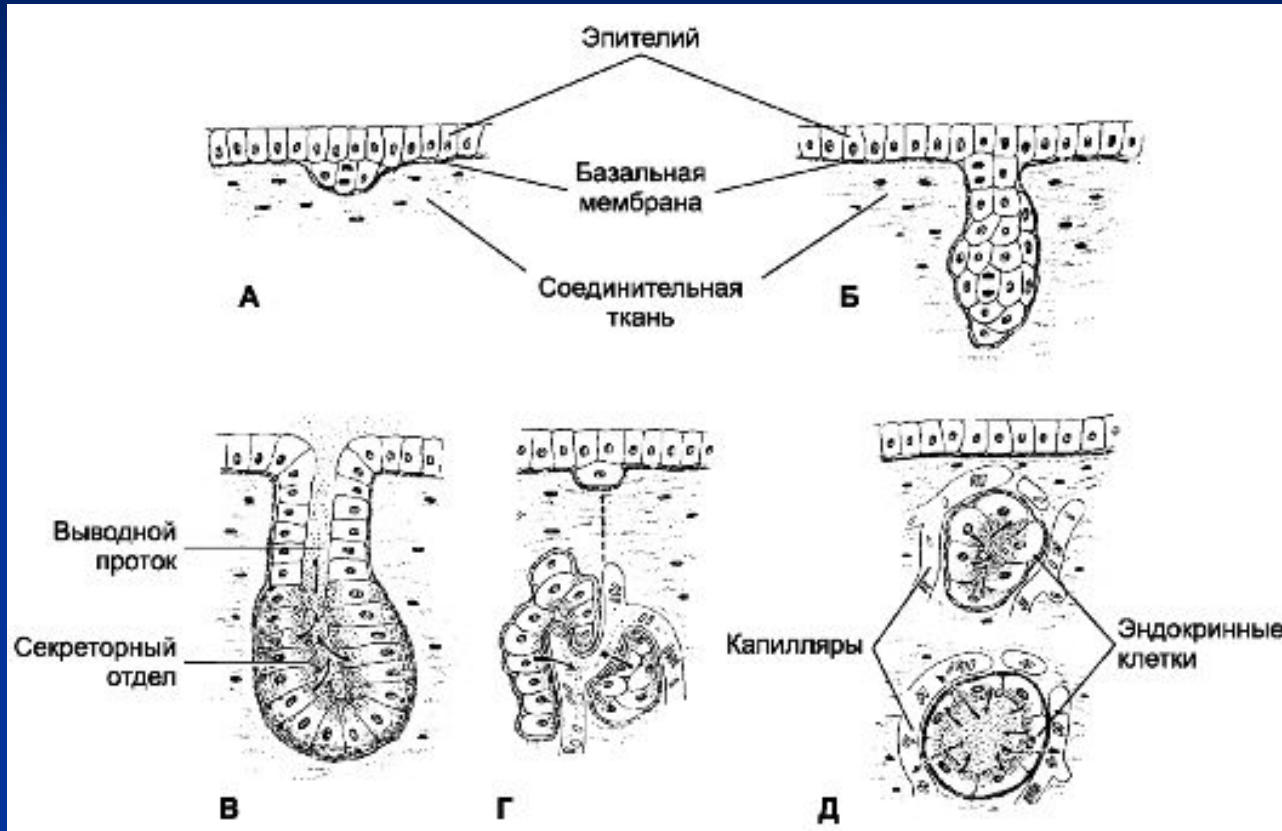 Эпителий
Базальная
мембрана
Соединительная
ткань
А
Б
Выводной
проток
Секреторный
отдел
Капилляры
Эндокринные
клетки
В
Г
Д